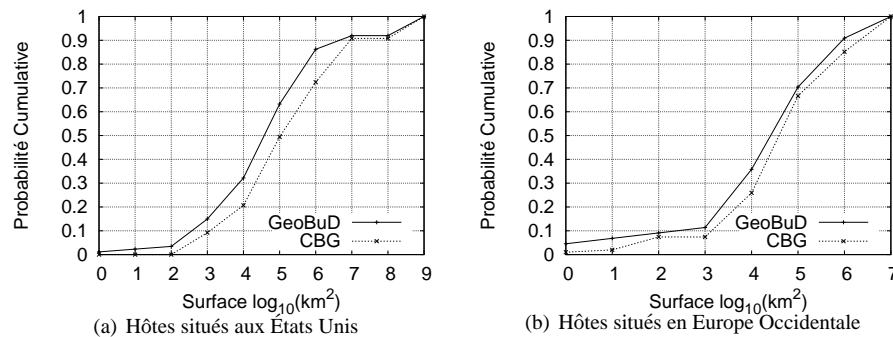 1
0.9
0.8
0.7
0.6
0.5
0.4
0.3
0.2
0.1
0
Probabilité Cumulative
GeoBuD
CBG
0 1 2 3 4 5 6 7 8 9
Surface log10(km2)
(a) Hôtes situés aux États Unis
1
0.9
0.8
0.7
0.6
0.5
0.4
0.3
0.2
0.1
0
Probabilité Cumulative
GeoBuD
CBG
0 1 2 3 4 5 6 7
Surface log10(km2)
(b) Hôtes situés en Europe Occidentale